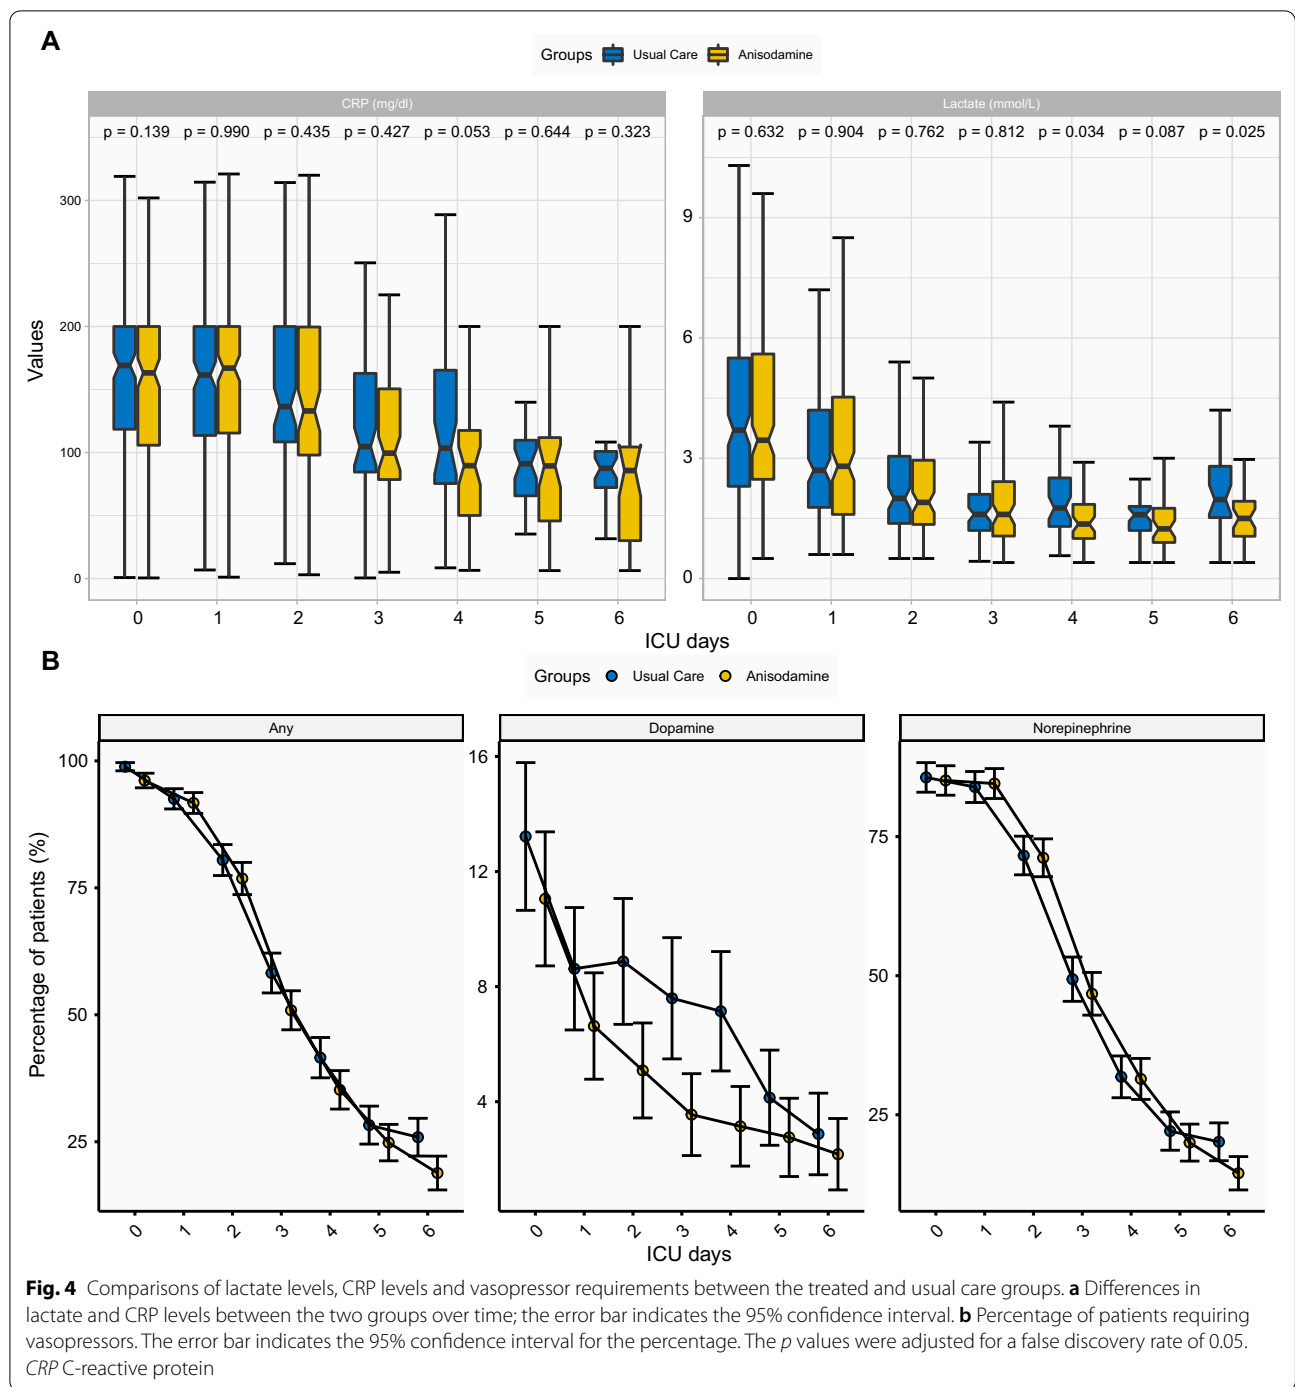 A
Groups Usual Care Anisodamine
CRP (mg/dl) Lactate (mmol/L)
p = 0.139 p = 0.990 p = 0.435 p = 0.427 p = 0.053 p = 0.644 p = 0.323 p = 0.632 p = 0.904 p = 0.762 p = 0.812 p = 0.034 p = 0.087 p = 0.025
Values
300
200
100
0
9
6
3
0
0 1 2 3 4 5 6 0 1 2 3 4 5 6
ICU days
B
Groups Usual Care Anisodamine
Any Dopamine Norepinephrine
Percentage of patients (%)
100
75
50
25
16
12
8
4
75
50
25
0 1 2 3 4 5 6 0 1 2 3 4 5 6 0 1 2 3 4 5 6
ICU days
Fig. 4 Comparisons of lactate levels, CRP levels and vasopressor requirements between the treated and usual care groups. a Differences in
lactate and CRP levels between the two groups over time; the error bar indicates the 95% confidence interval. b Percentage of patients requiring
vasopressors. The error bar indicates the 95% confidence interval for the percentage. The p values were adjusted for a false discovery rate of 0.05.
CRP C-reactive protein